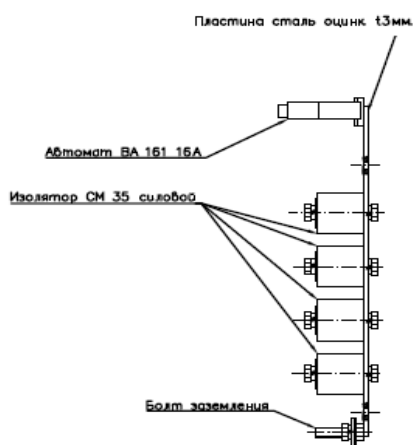 Пластина сталь оцинк. t3мм.
Автомат ВА 161 16А
Изолятор СМ 35 силовой
Болт заземления